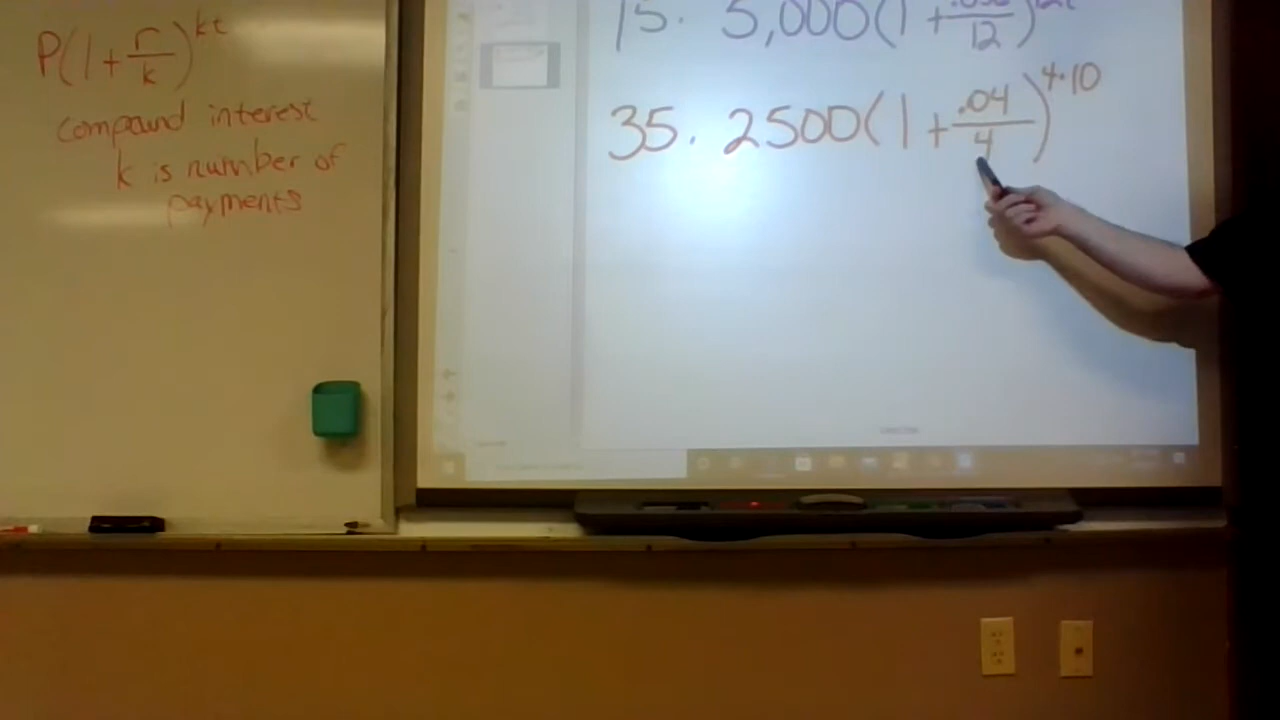 P(1 + r/k)^kt
compound interest
k is number of
payments
15. 5,000(1 + /12)
35. 2500(1 + .04/4)^4·10